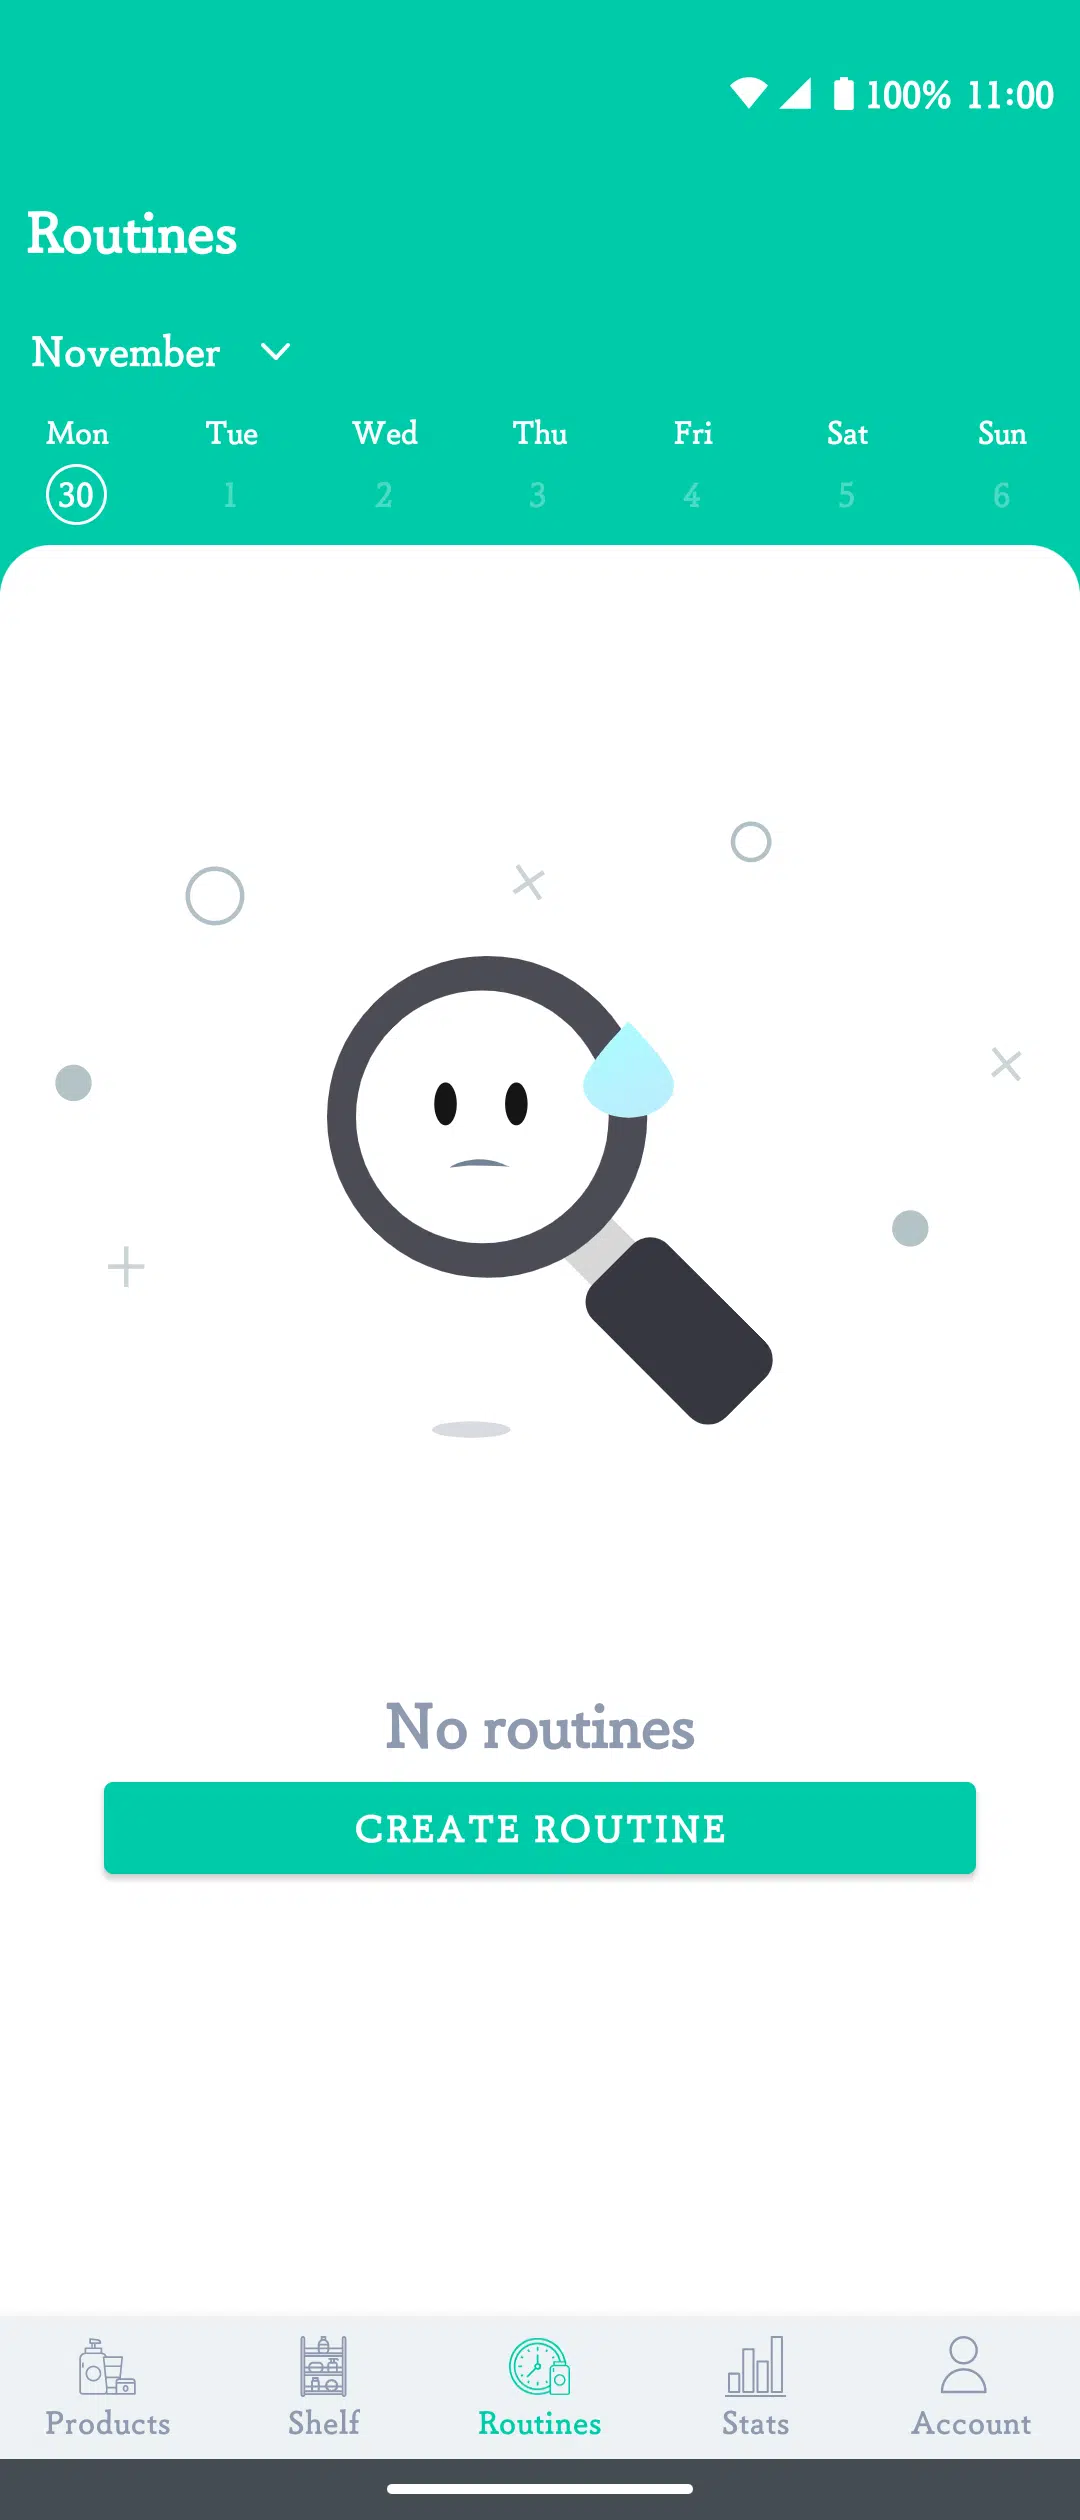 100% 11:00
Routines
November
Mon Tue Wed Thu Fri Sat Sun
30 1 2 3 4 5 6
No routines
CREATE ROUTINE
Products Shelf Routines Stats Account